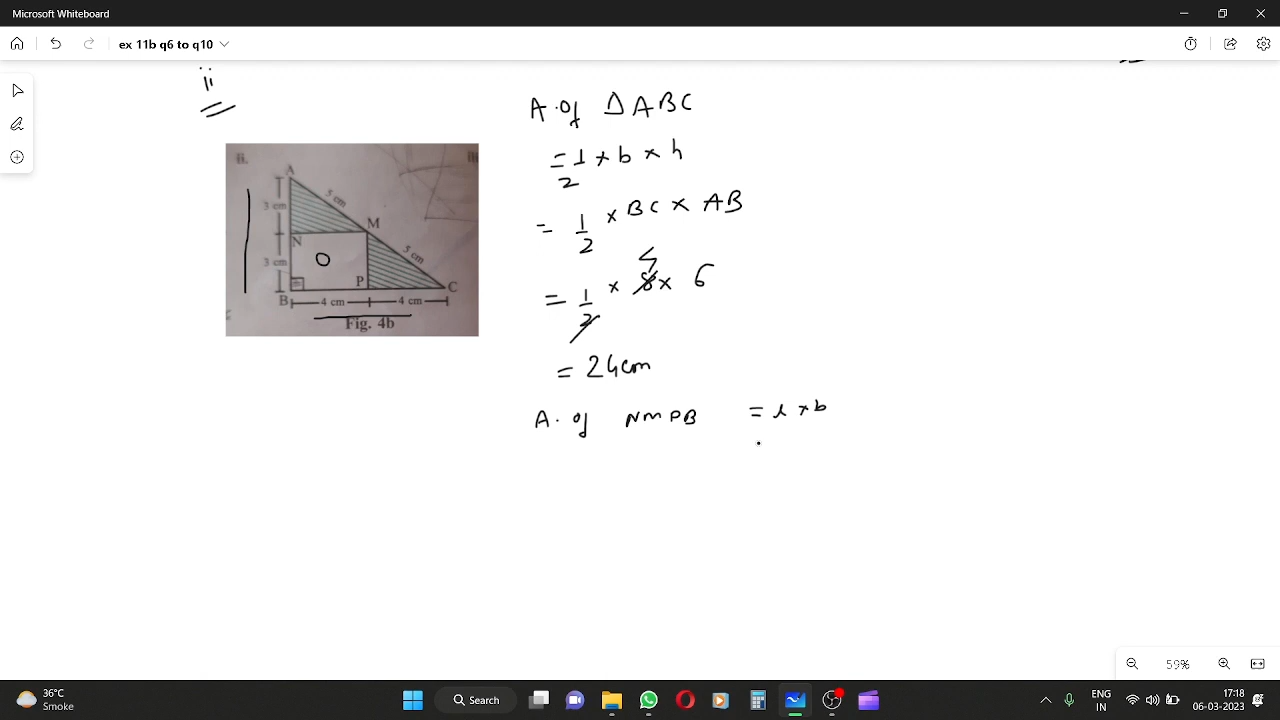 Microsoft Whiteboard
ex 11b q6 to q10
ii
A. of Δ ABC
= 1/2 × b × h
= 1/2 × BC × AB
= 1/2 × 8 × 6
4
= 24cm
A. of NMPB = l × b
B.
A
5 cm
3 cm
M
N
5 cm
3 cm
P
C
B
4 cm
4 cm
Fig. 4b
59%
36°C
Smoke
Search
ENG
IN
17:18
06-03-2023